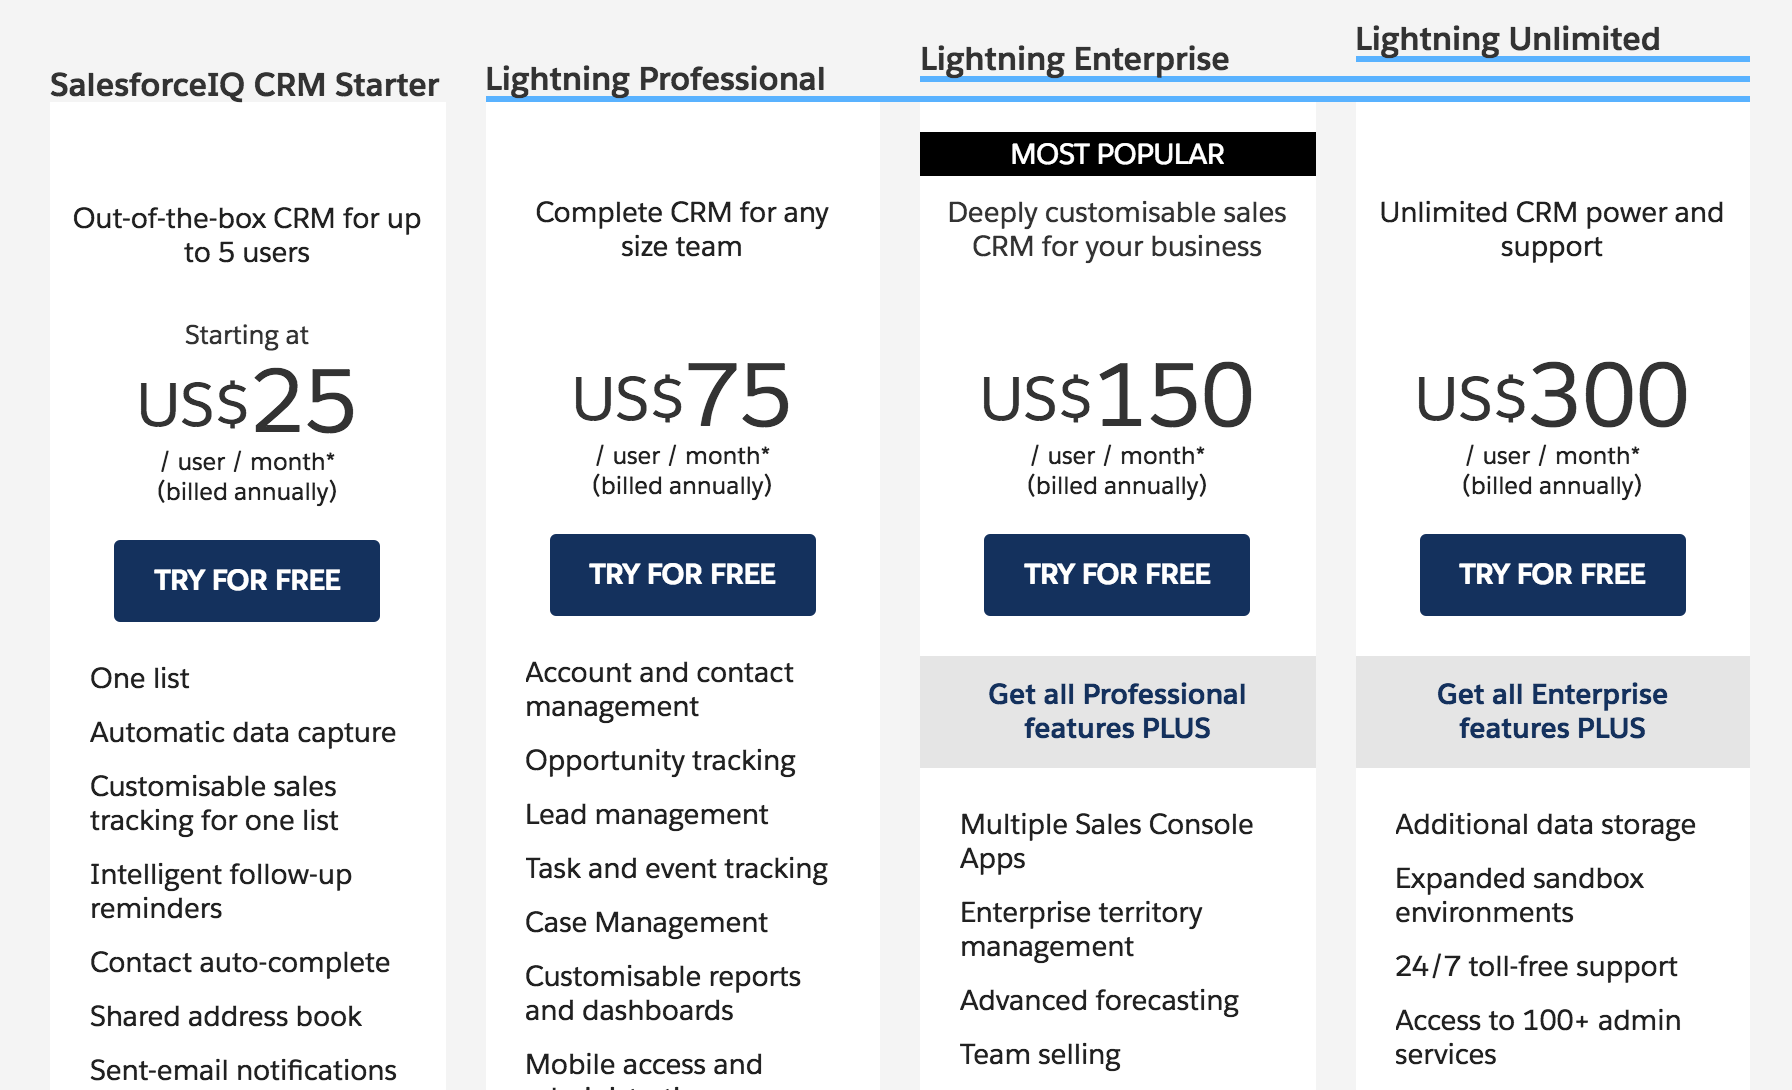 SalesforceIQ CRM Starter
Out-of-the-box CRM for up
to 5 users
Starting at
US$25
/ user / month*
(billed annually)
TRY FOR FREE
One list
Automatic data capture
Customisable sales
tracking for one list
Intelligent follow-up
reminders
Contact auto-complete
Shared address book
Sent-email notifications
Lightning Professional
Complete CRM for any
size team
US$75
/ user / month*
(billed annually)
TRY FOR FREE
Account and contact
management
Opportunity tracking
Lead management
Task and event tracking
Case Management
Customisable reports
and dashboards
Mobile access and
Lightning Enterprise
MOST POPULAR
Deeply customisable sales
CRM for your business
US$150
/ user / month*
(billed annually)
TRY FOR FREE
Get all Professional
features PLUS
Multiple Sales Console
Apps
Enterprise territory
management
Advanced forecasting
Team selling
Lightning Unlimited
Unlimited CRM power and
support
US$300
/ user / month*
(billed annually)
TRY FOR FREE
Get all Enterprise
features PLUS
Additional data storage
Expanded sandbox
environments
24/7 toll-free support
Access to 100+ admin
services